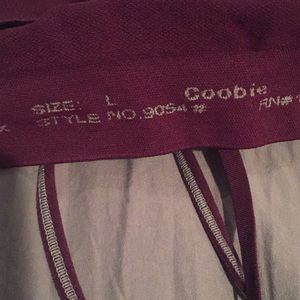 SIZE: L Coobie
STYLE NO.9054 # RN#